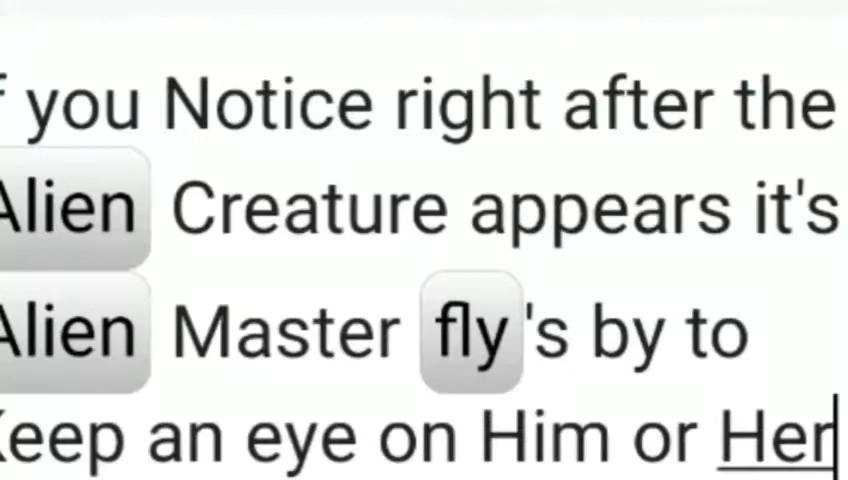 f you Notice right after the
Alien Creature appears it's
Alien Master fly's by to
Keep an eye on Him or Her